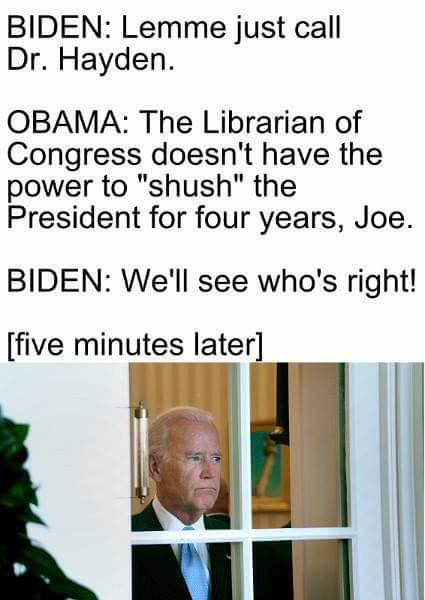 BIDEN: Lemme just call
Dr. Hayden.
OBAMA: The Librarian of
Congress doesn't have the
power to "shush" the
President for four years, Joe.
BIDEN: We'll see who's right!
[five minutes later]